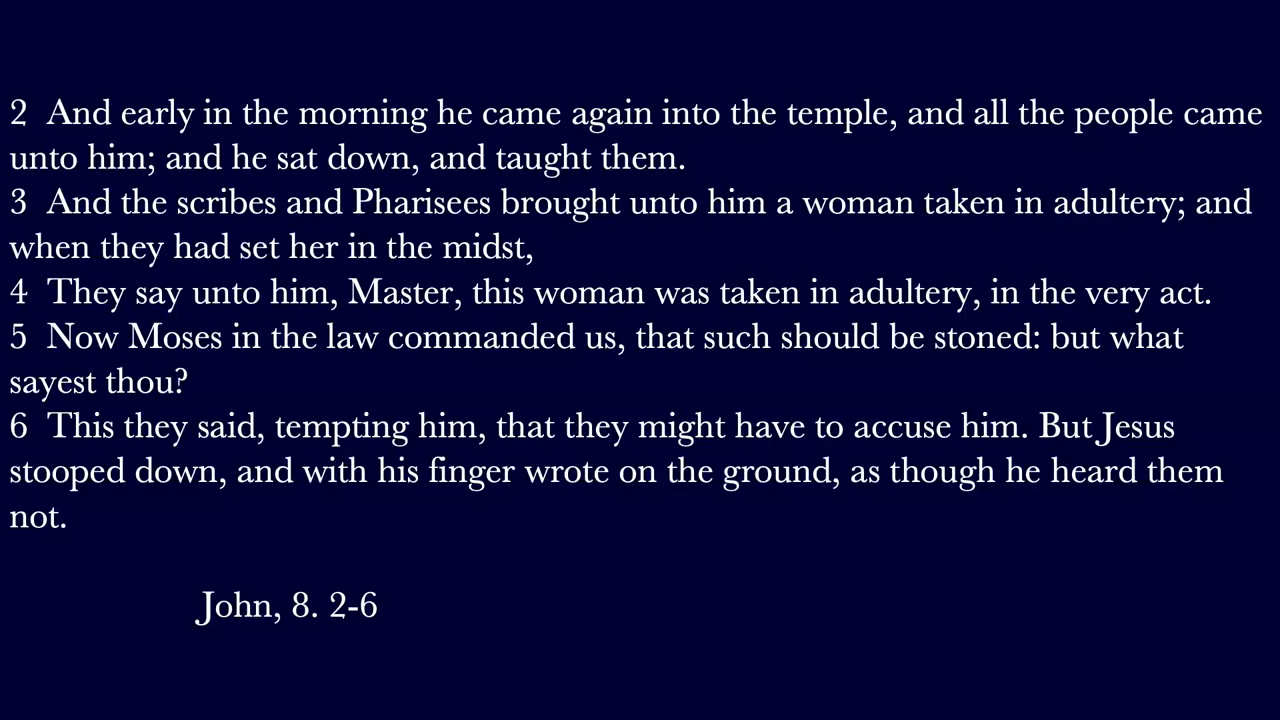 2  And early in the morning he came again into the temple, and all the people came
unto him; and he sat down, and taught them.
3  And the scribes and Pharisees brought unto him a woman taken in adultery; and
when they had set her in the midst,
4  They say unto him, Master, this woman was taken in adultery, in the very act.
5  Now Moses in the law commanded us, that such should be stoned: but what
sayest thou?
6  This they said, tempting him, that they might have to accuse him. But Jesus
stooped down, and with his finger wrote on the ground, as though he heard them
not.
John, 8. 2-6